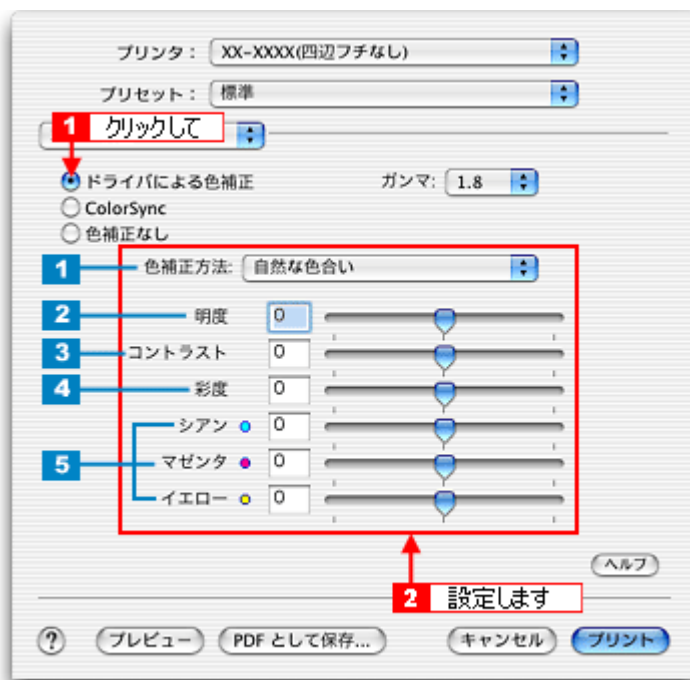 プリンタ： XX-XXXX(四辺フチなし)
プリセット： 標準
1 クリックして
ドライバによる色補正 ガンマ: 1.8
ColorSync
色補正なし
1 色補正方法: 自然な色合い
2 明度 0
3 コントラスト 0
4 彩度 0
シアン 0
5 マゼンタ 0
イエロー 0
ヘルプ
2 設定します
? プレビュー PDF として保存... キャンセル プリント